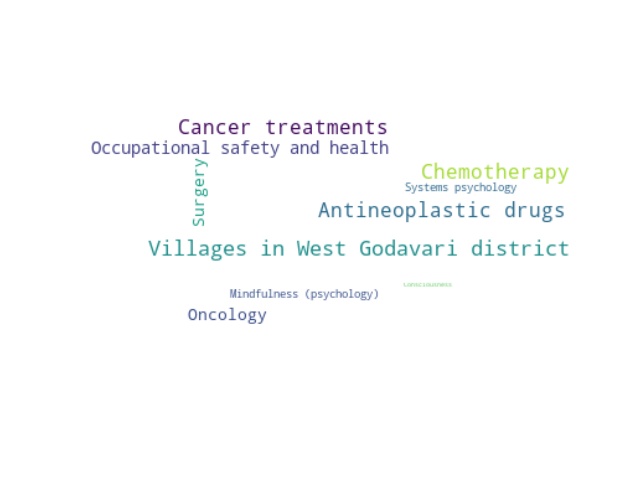 Cancer treatments
Occupational safety and health
Surgery
Chemotherapy
Systems psychology
Antineoplastic drugs
Villages in West Godavari district
Consciousness
Mindfulness (psychology)
Oncology